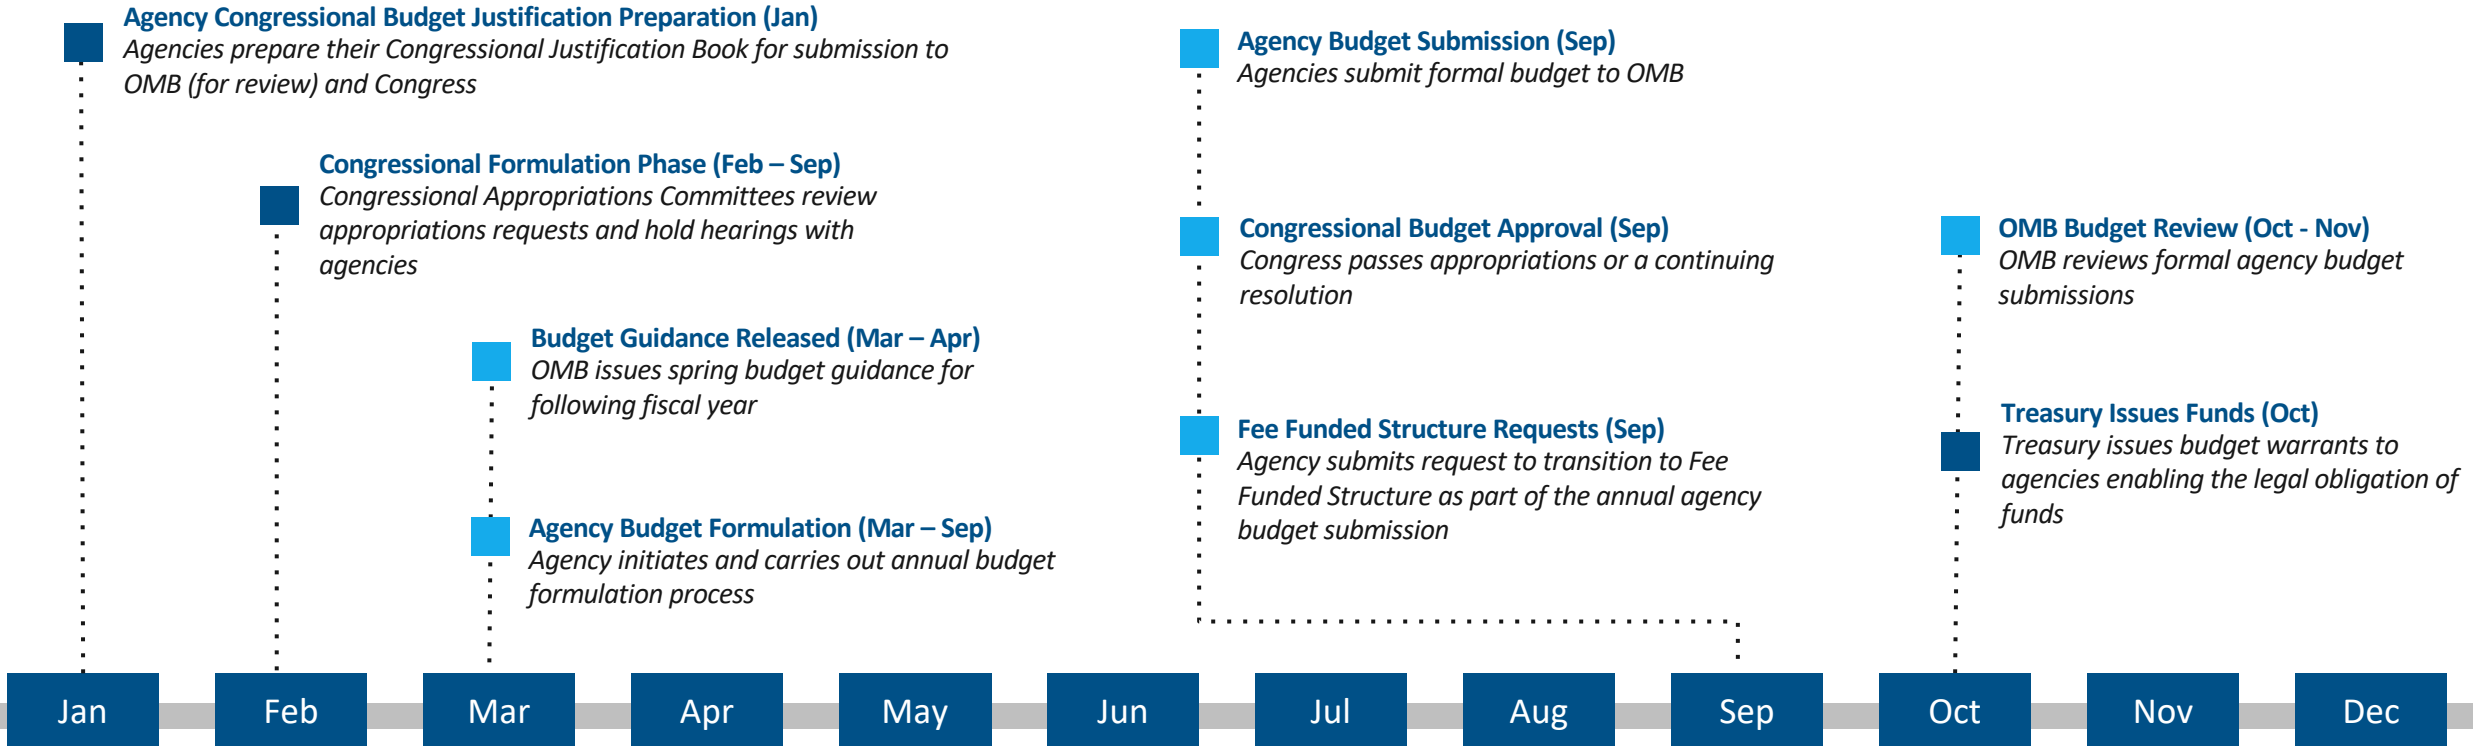 Agency Congressional Budget Justification Preparation (Jan)
Agencies prepare their Congressional Justification Book for submission to
OMB (for review) and Congress
Congressional Formulation Phase (Feb – Sep)
Congressional Appropriations Committees review
appropriations requests and hold hearings with
agencies
Budget Guidance Released (Mar – Apr)
OMB issues spring budget guidance for
following fiscal year
Agency Budget Formulation (Mar – Sep)
Agency initiates and carries out annual budget
formulation process
Agency Budget Submission (Sep)
Agencies submit formal budget to OMB
Congressional Budget Approval (Sep)
Congress passes appropriations or a continuing
resolution
Fee Funded Structure Requests (Sep)
Agency submits request to transition to Fee
Funded Structure as part of the annual agency
budget submission
OMB Budget Review (Oct - Nov)
OMB reviews formal agency budget
submissions
Treasury Issues Funds (Oct)
Treasury issues budget warrants to
agencies enabling the legal obligation of
funds
Jan Feb Mar Apr May Jun Jul Aug Sep Oct Nov Dec